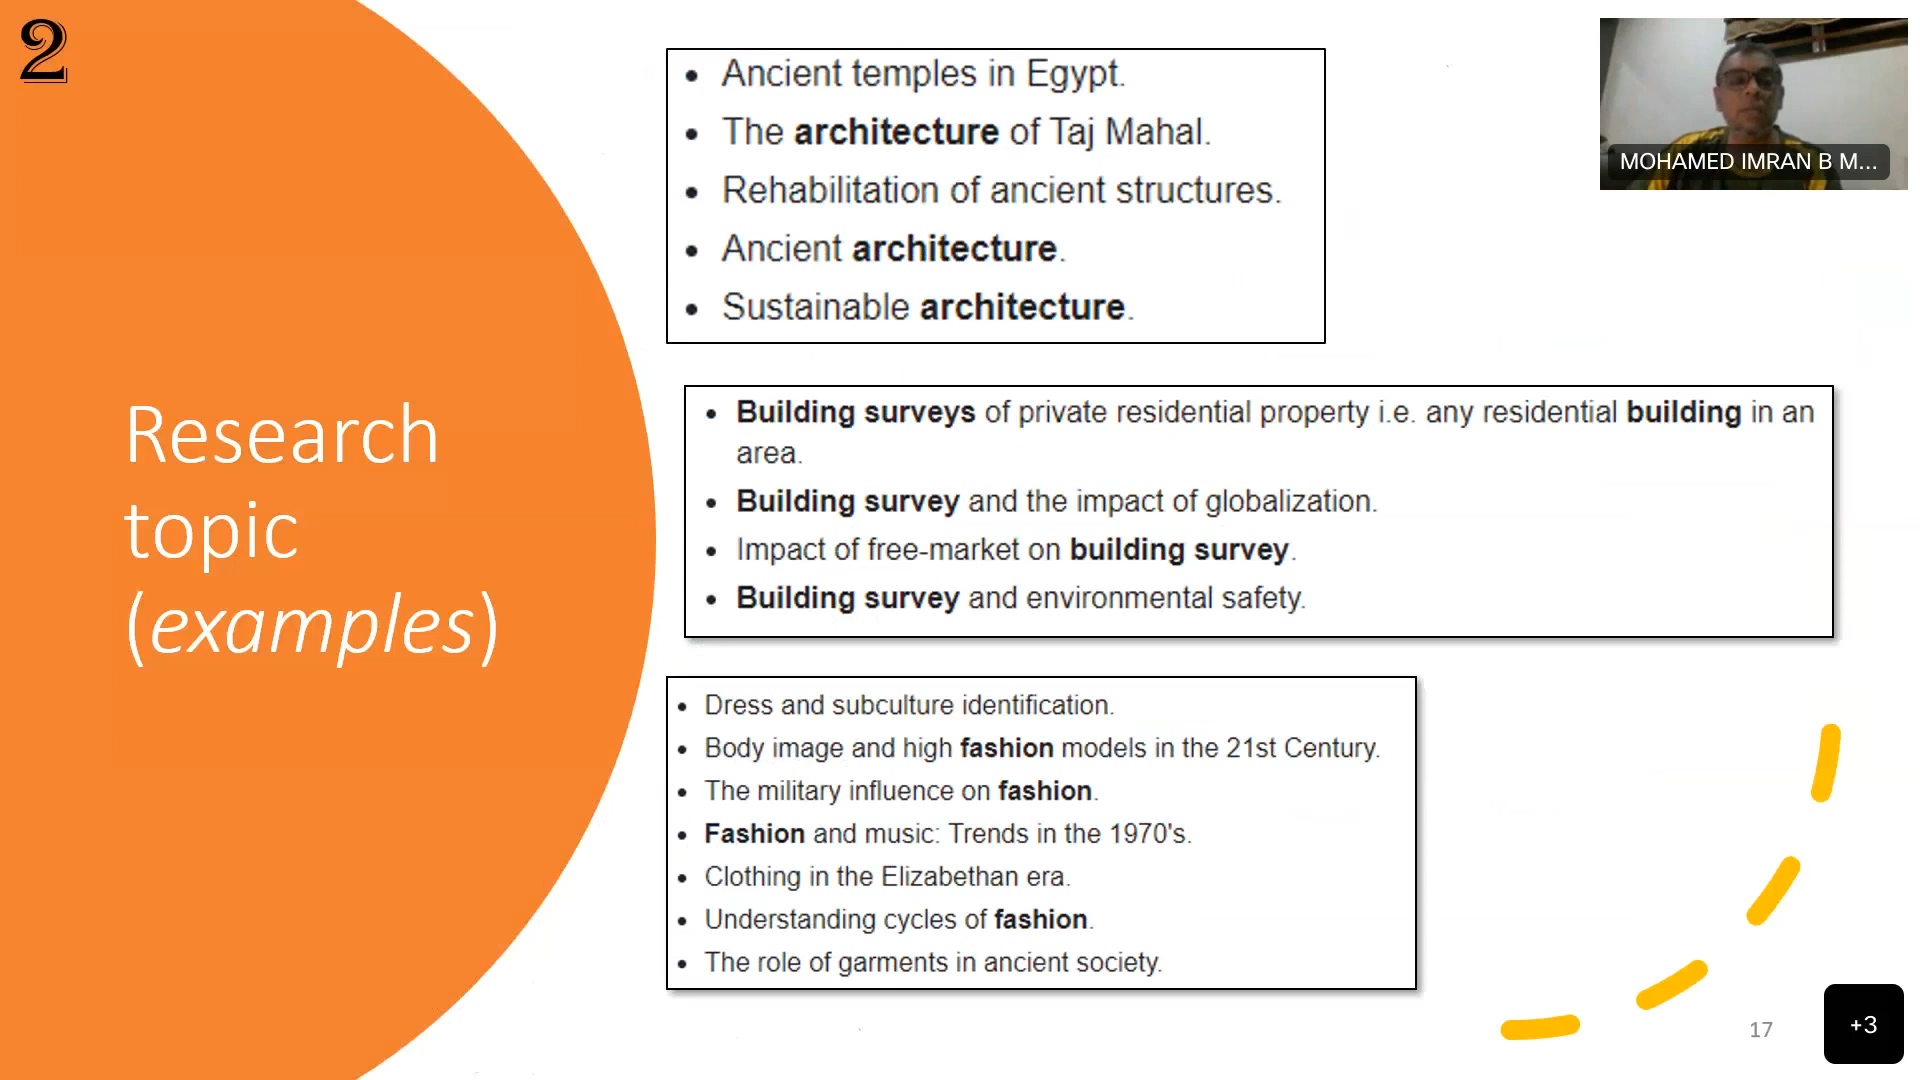 2
Research
topic
(examples)
• Ancient temples in Egypt.
• The architecture of Taj Mahal.
• Rehabilitation of ancient structures.
• Ancient architecture.
• Sustainable architecture.
• Building surveys of private residential property i.e. any residential building in an
area.
• Building survey and the impact of globalization.
• Impact of free-market on building survey.
• Building survey and environmental safety.
• Dress and subculture identification.
• Body image and high fashion models in the 21st Century.
• The military influence on fashion.
• Fashion and music: Trends in the 1970's.
• Clothing in the Elizabethan era.
• Understanding cycles of fashion.
• The role of garments in ancient society.
MOHAMED IMRAN B M...
17
+3